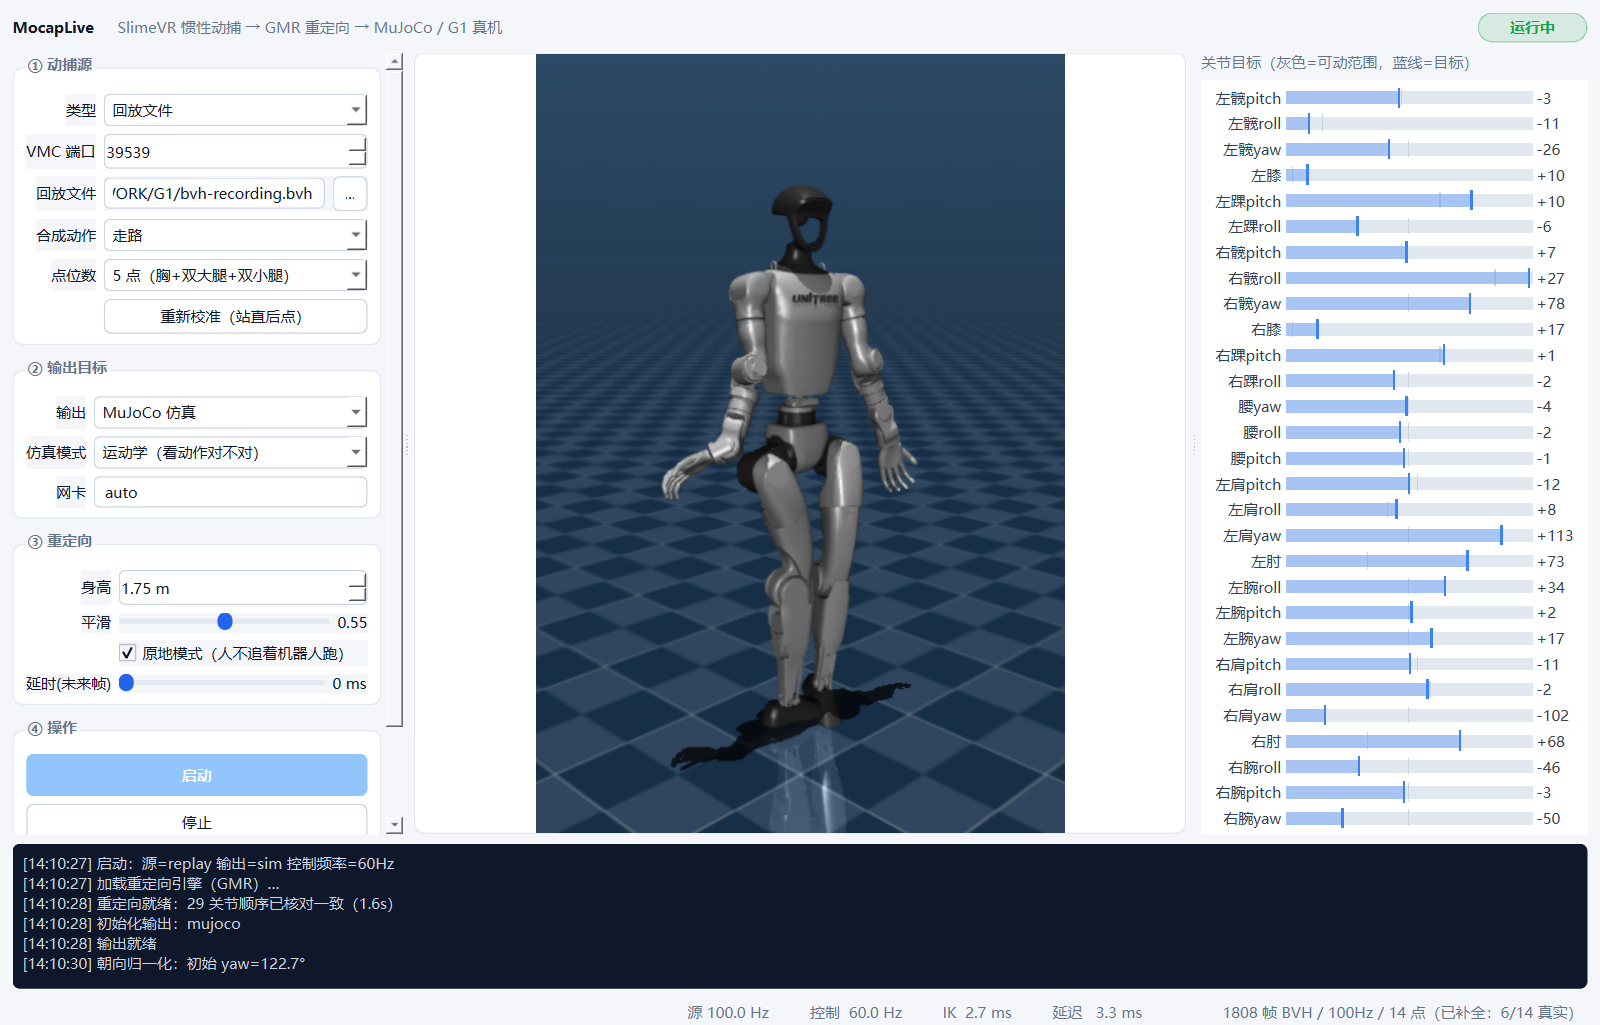 MocapLive SlimeVR 惯性动捕 → GMR 重定向 → MuJoCo / G1 真机 运行中
① 动捕源
类型 回放文件
VMC 端口 39539
回放文件 /ORK/G1/bvh-recording.bvh ...
合成动作 走路
点位数 5 点（胸+双大腿+双小腿）
重新校准（站直后点）
② 输出目标
输出 MuJoCo 仿真
仿真模式 运动学（看动作对不对）
网卡 auto
③ 重定向
身高 1.75 m
平滑 0.55
原地模式（人不追着机器人跑）
延时(未来帧) 0 ms
④ 操作
启动
停止
UNITREE
关节目标（灰色=可动范围，蓝线=目标）
左髋pitch -3
左髋roll -11
左髋yaw -26
左膝 +10
左踝pitch +10
左踝roll -6
右髋pitch +7
右髋roll +27
右髋yaw +78
右膝 +17
右踝pitch +1
右踝roll -2
腰yaw -4
腰roll -2
腰pitch -1
左肩pitch -12
左肩roll +8
左肩yaw +113
左肘 +73
左腕roll +34
左腕pitch +2
左腕yaw +17
右肩pitch -11
右肩roll -2
右肩yaw -102
右肘 +68
右腕roll -46
右腕pitch -3
右腕yaw -50
[14:10:27] 启动：源=replay 输出=sim 控制频率=60Hz
[14:10:27] 加载重定向引擎（GMR）...
[14:10:28] 重定向就绪：29 关节顺序已核对一致（1.6s）
[14:10:28] 初始化输出：mujoco
[14:10:28] 输出就绪
[14:10:30] 朝向归一化：初始 yaw=122.7°
源 100.0 Hz 控制 60.0 Hz IK 2.7 ms 延迟 3.3 ms 1808 帧 BVH / 100Hz / 14 点（已补全：6/14 真实）